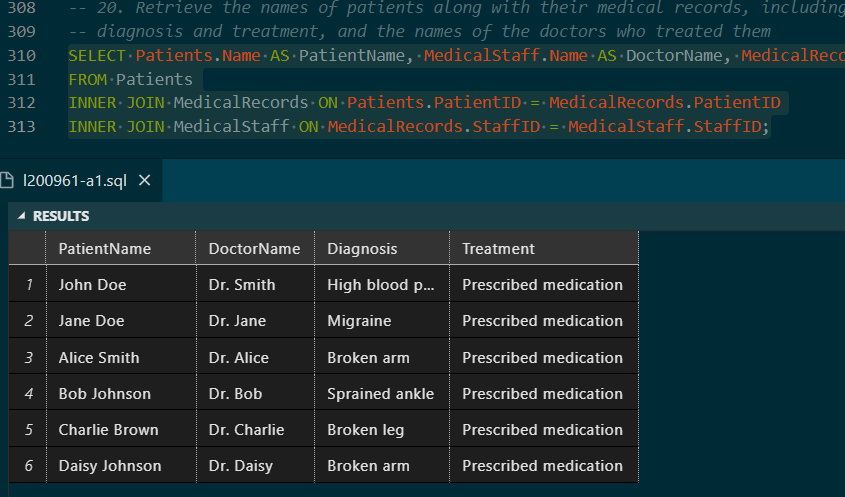 308 -- 20. Retrieve the names of patients along with their medical records, including
309 -- diagnosis and treatment, and the names of the doctors who treated them
310 SELECT Patients.Name AS PatientName, MedicalStaff.Name AS DoctorName, MedicalReco
311 FROM Patients
312 INNER JOIN MedicalRecords ON Patients.PatientID = MedicalRecords.PatientID
313 INNER JOIN MedicalStaff ON MedicalRecords.StaffID = MedicalStaff.StaffID;
l200961-a1.sql
RESULTS
PatientName DoctorName Diagnosis Treatment
1 John Doe Dr. Smith High blood p... Prescribed medication
2 Jane Doe Dr. Jane Migraine Prescribed medication
3 Alice Smith Dr. Alice Broken arm Prescribed medication
4 Bob Johnson Dr. Bob Sprained ankle Prescribed medication
5 Charlie Brown Dr. Charlie Broken leg Prescribed medication
6 Daisy Johnson Dr. Daisy Broken arm Prescribed medication